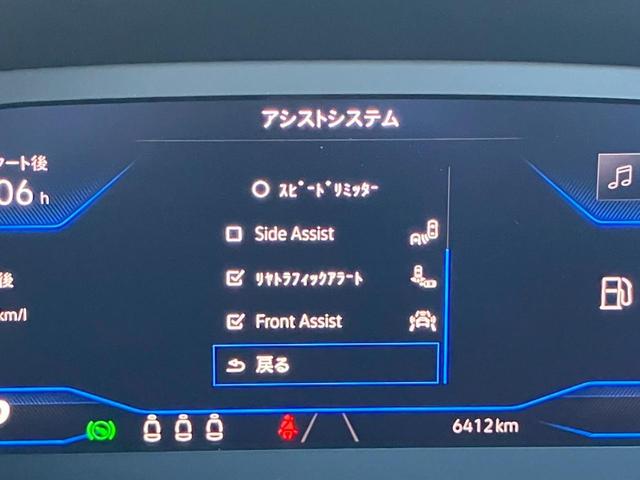 アシストシステム
ート後
06 h
ｽﾋﾟｰﾄﾞﾘﾐｯﾀｰ
Side Assist
ﾘﾔﾄﾗﾌｨｯｸｱﾗｰﾄ
後
km/l
Front Assist
戻る
6412 km